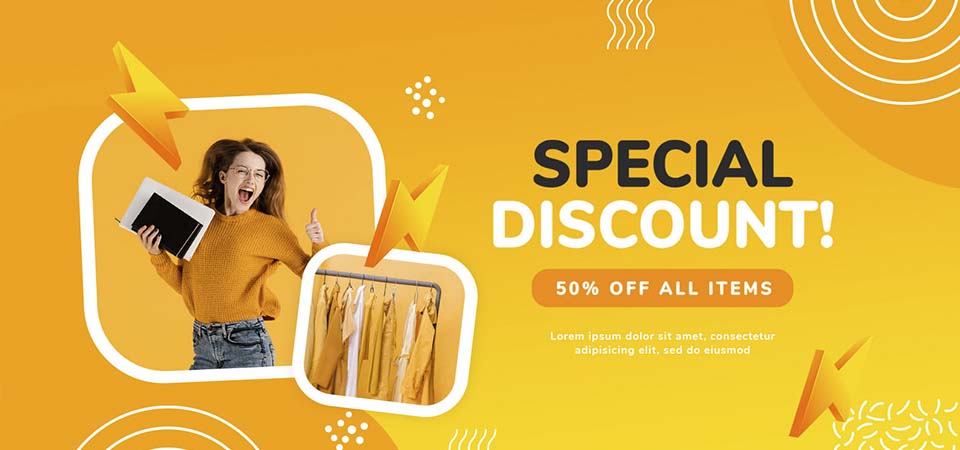 SPECIAL
DISCOUNT!
50% OFF ALL ITEMS
Lorem ipsum dolor sit amet, consectetur
adipisicing elit, sed do eiusmod